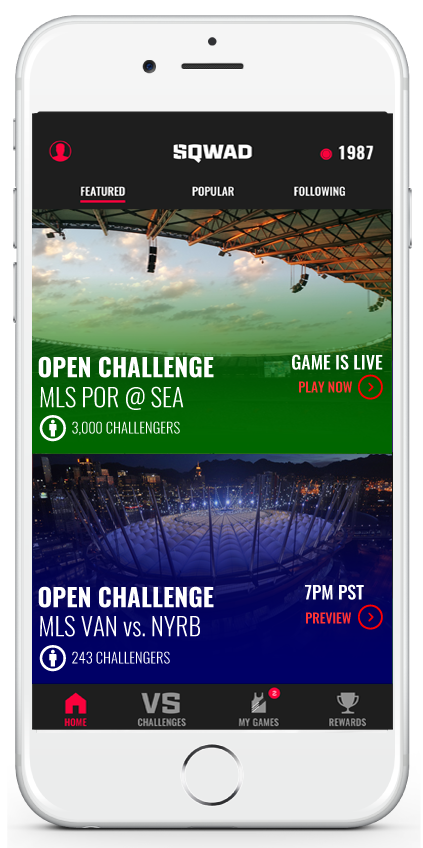 SQWAD
1987
FEATURED
POPULAR
FOLLOWING
OPEN CHALLENGE
GAME IS LIVE
MLS POR @ SEA
PLAY NOW
3,000 CHALLENGERS
OPEN CHALLENGE
7PM PST
MLS VAN vs. NYRB
PREVIEW
243 CHALLENGERS
VS
2
HOME
CHALLENGES
MY GAMES
REWARDS